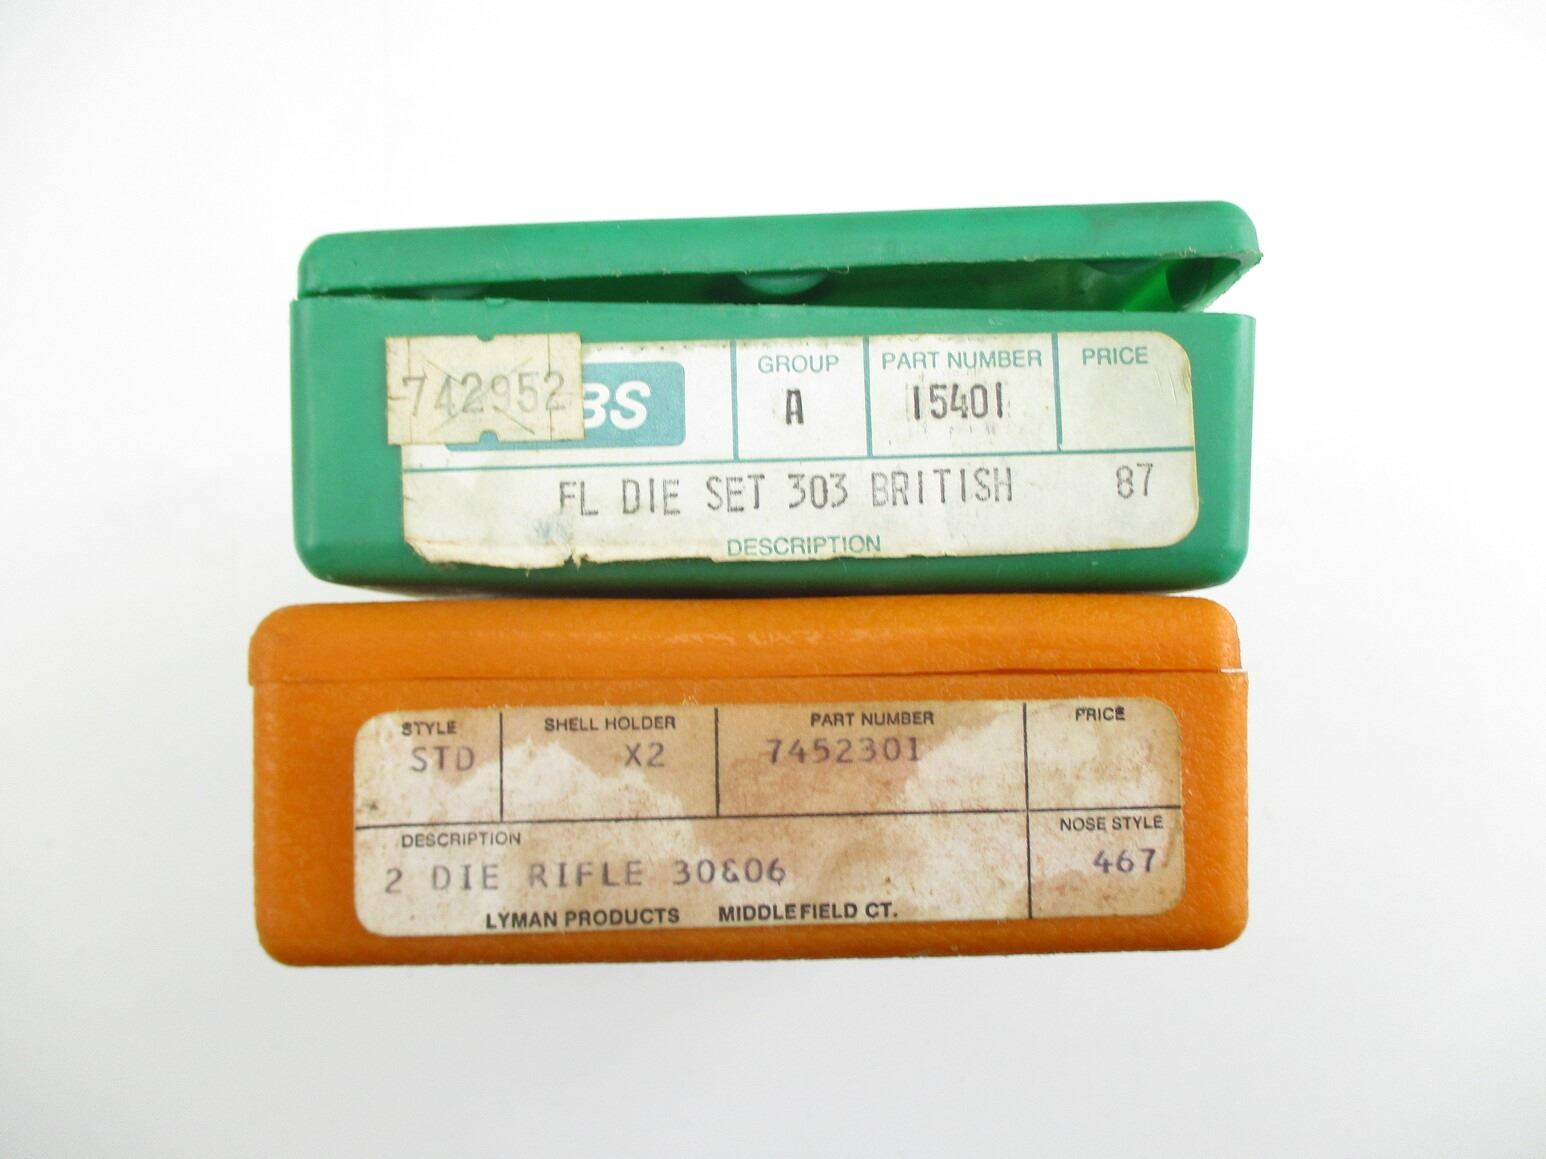 742952 BS
GROUP PART NUMBER PRICE
A 15401
FL DIE SET 303 BRITISH 87
DESCRIPTION
STYLE SHELL HOLDER PART NUMBER PRICE
STD X2 7452301
DESCRIPTION NOSE STYLE
2 DIE RIFLE 30&06 467
LYMAN PRODUCTS MIDDLEFIELD CT.